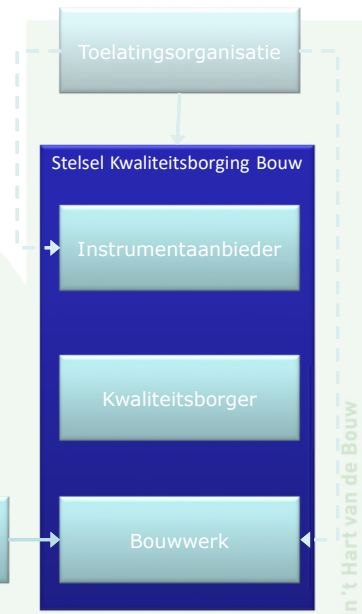 Toelatingsorganisatie
Stelsel Kwaliteitsborging Bouw
Instrumentaanbieder
Kwaliteitsborger
Bouwwerk
n 't Hart van de Bouw